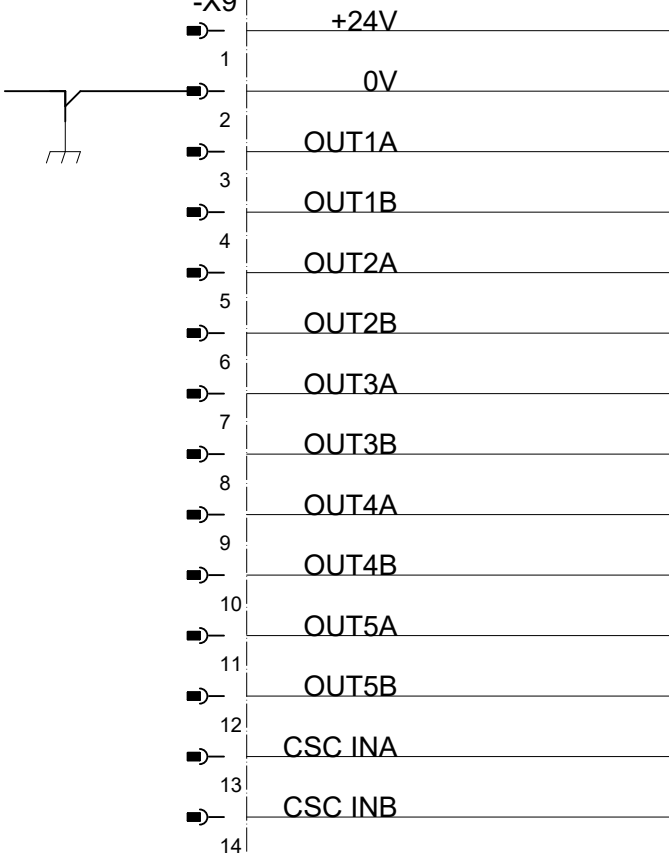 -X9
+24V
1
0V
2
OUT1A
3
OUT1B
4
OUT2A
5
OUT2B
6
OUT3A
7
OUT3B
8
OUT4A
9
OUT4B
10
OUT5A
11
OUT5B
12
CSC INA
13
CSC INB
14